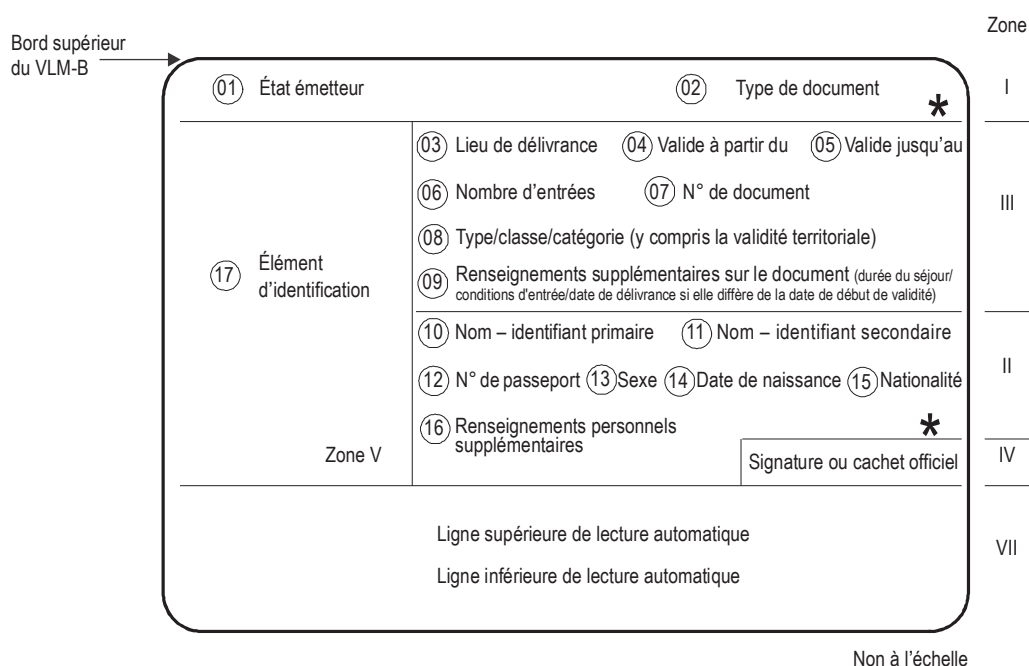 Zone
Bord supérieur
du VLM-B
01 État émetteur 02 Type de document * I
03 Lieu de délivrance 04 Valide à partir du 05 Valide jusqu'au
06 Nombre d'entrées 07 N° de document III
08 Type/classe/catégorie (y compris la validité territoriale)
17 Élément
d'identification
09 Renseignements supplémentaires sur le document (durée du séjour/
conditions d'entrée/date de délivrance si elle diffère de la date de début de validité)
10 Nom – identifiant primaire 11 Nom – identifiant secondaire
12 N° de passeport 13 Sexe 14 Date de naissance 15 Nationalité II
16 Renseignements personnels
supplémentaires *
Zone V Signature ou cachet officiel IV
Ligne supérieure de lecture automatique
VII
Ligne inférieure de lecture automatique
Non à l'échelle